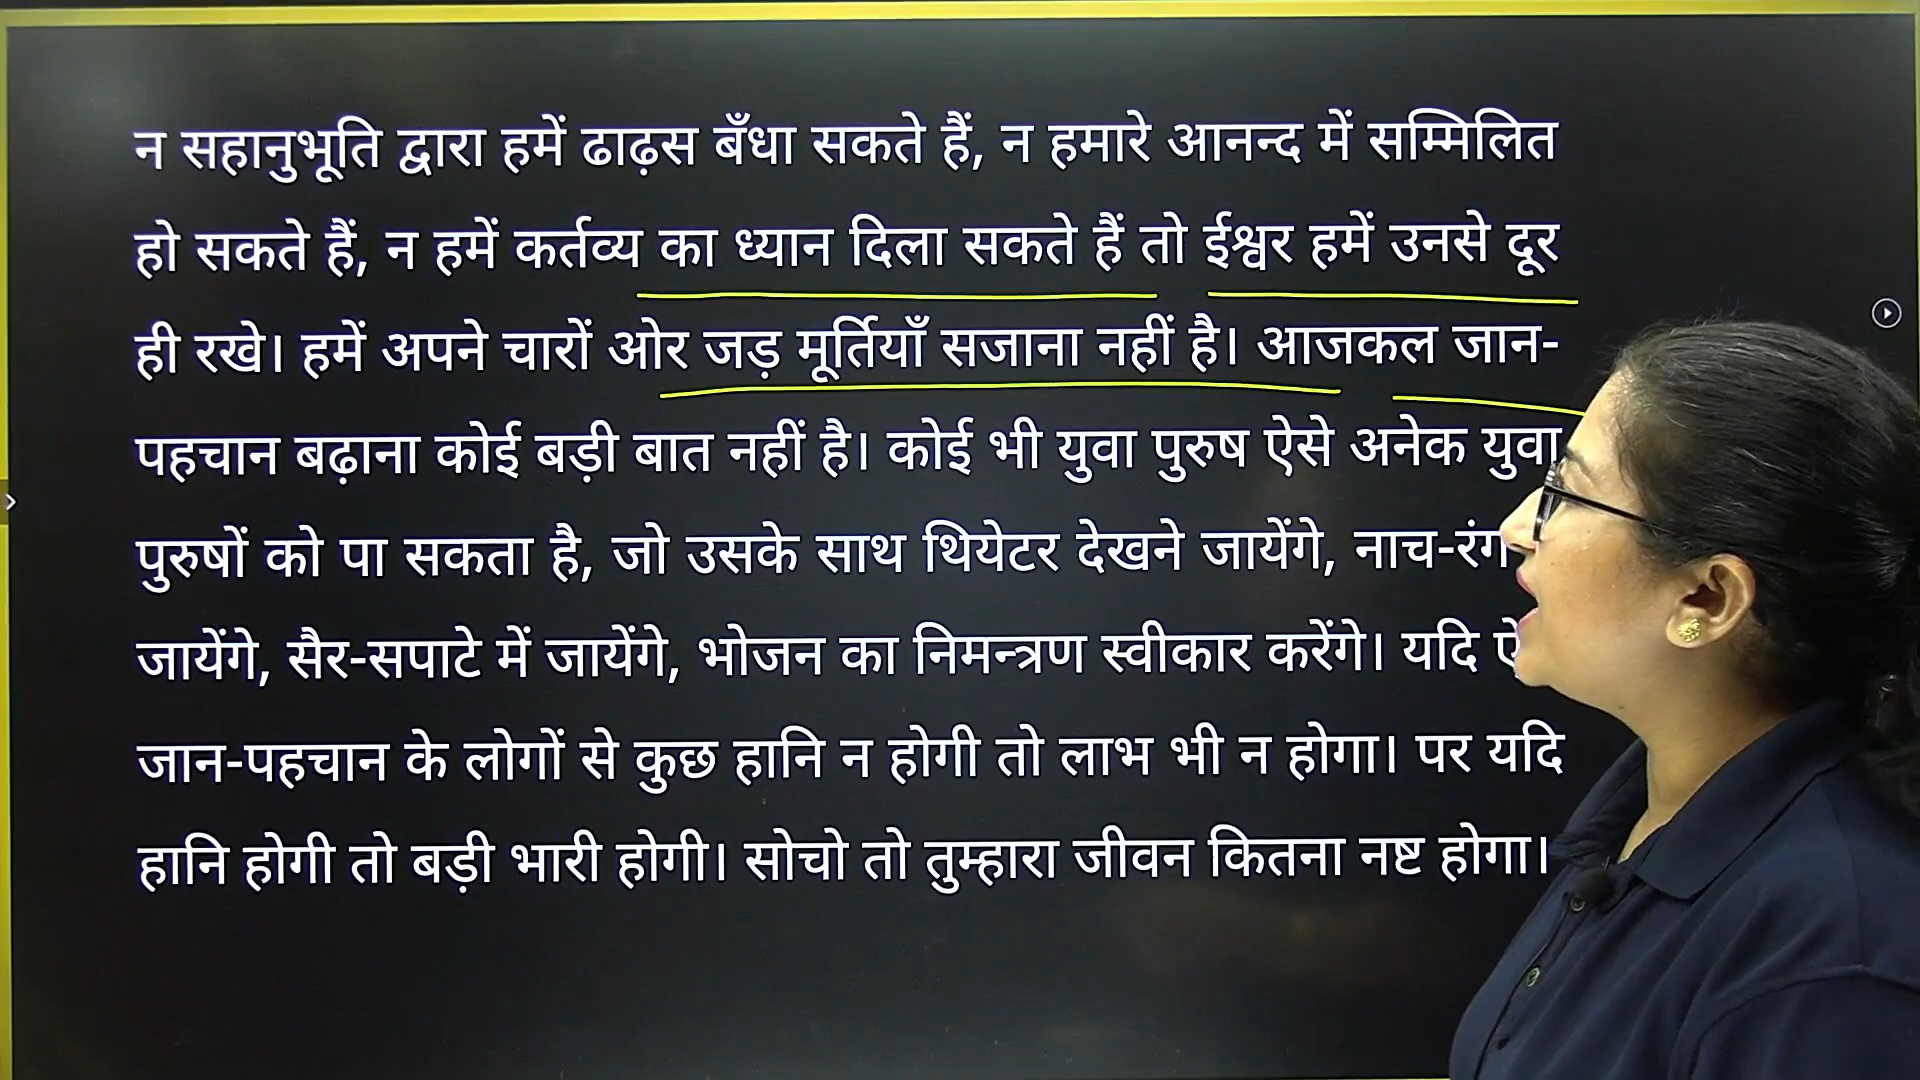 न सहानुभूति द्वारा हमें ढाढ़स बँधा सकते हैं, न हमारे आनन्द में सम्मिलित
हो सकते हैं, न हमें कर्तव्य का ध्यान दिला सकते हैं तो ईश्वर हमें उनसे दूर
ही रखे। हमें अपने चारों ओर जड़ मूर्तियाँ सजाना नहीं है। आजकल जान-
पहचान बढ़ाना कोई बड़ी बात नहीं है। कोई भी युवा पुरुष ऐसे अनेक युवा
पुरुषों को पा सकता है, जो उसके साथ थियेटर देखने जायेंगे, नाच-रंग
जायेंगे, सैर-सपाटे में जायेंगे, भोजन का निमन्त्रण स्वीकार करेंगे। यदि
जान-पहचान के लोगों से कुछ हानि न होगी तो लाभ भी न होगा। पर यदि
हानि होगी तो बड़ी भारी होगी। सोचो तो तुम्हारा जीवन कितना नष्ट होगा।